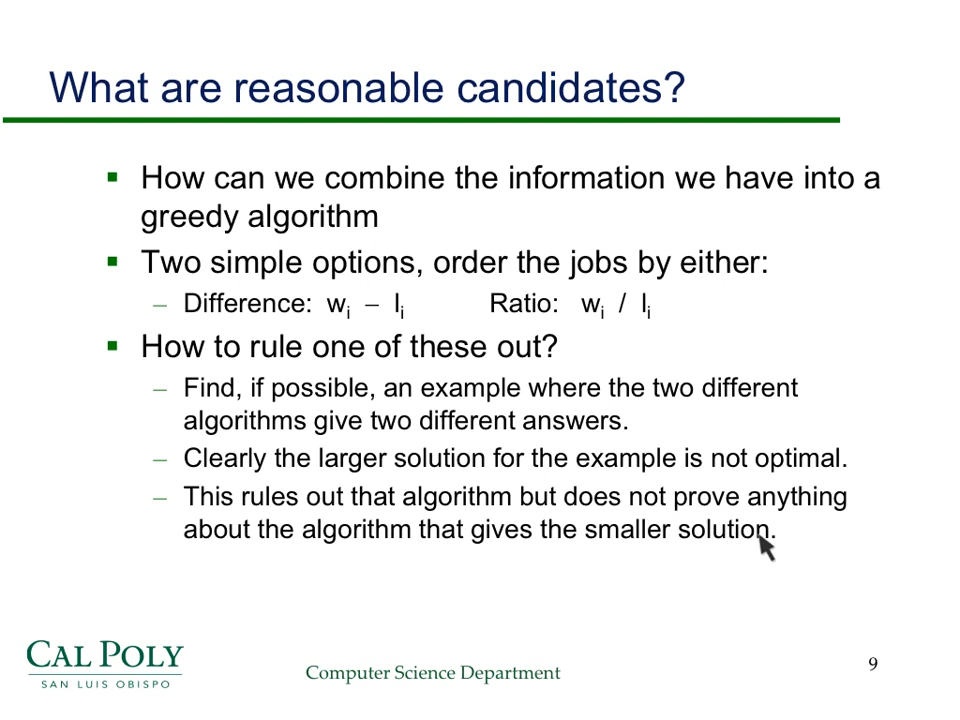 What are reasonable candidates?
▪ How can we combine the information we have into a
greedy algorithm
▪ Two simple options, order the jobs by either:
– Difference: wi – li Ratio: wi / li
▪ How to rule one of these out?
– Find, if possible, an example where the two different
algorithms give two different answers.
– Clearly the larger solution for the example is not optimal.
– This rules out that algorithm but does not prove anything
about the algorithm that gives the smaller solution.
CAL POLY
SAN LUIS OBISPO
Computer Science Department
9